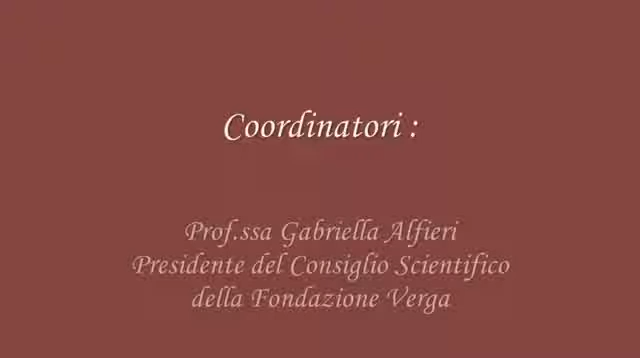 Coordinatori :
Prof.ssa Gabriella Alfieri
Presidente del Consiglio Scientifico
della Fondazione Verga